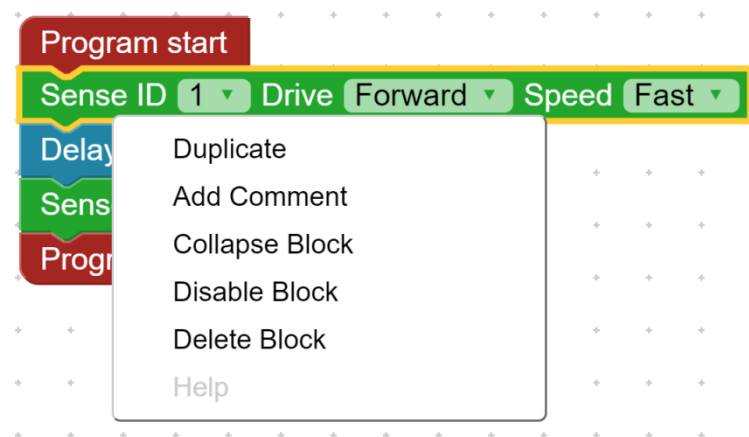 Program start
Sense ID 1 Drive Forward Speed Fast
Delay
Duplicate
Add Comment
Sens
Collapse Block
Progr
Disable Block
Delete Block
Help